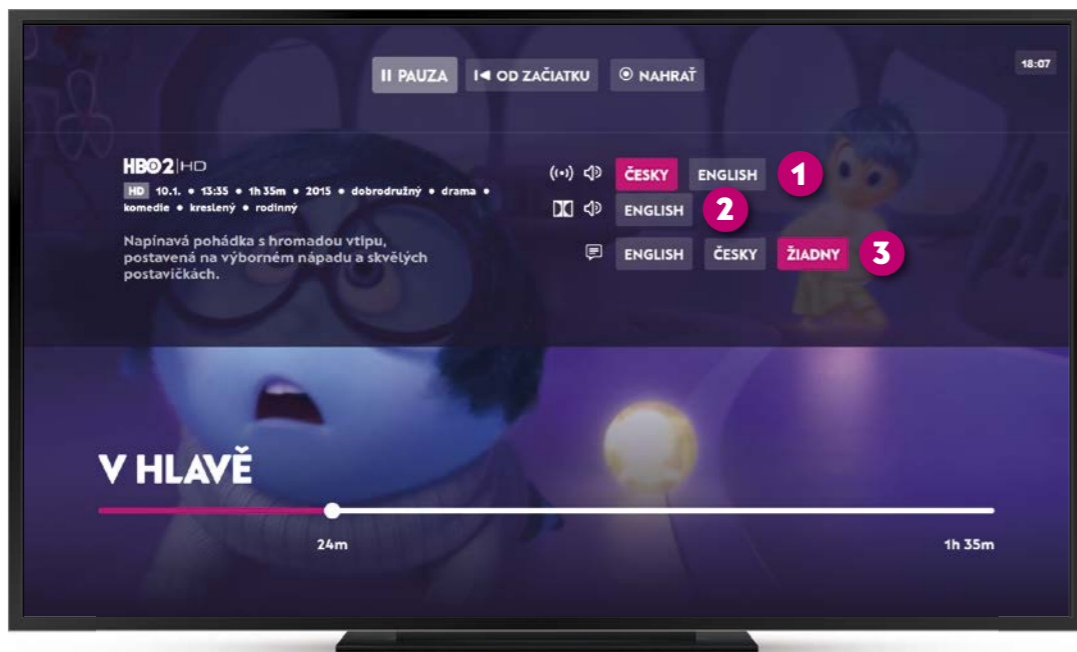 II PAUZA
I◄ OD ZAČIATKU
NAHRAŤ
18:07
HBO2|HD
HD 10.1. • 13:35 • 1h 35m • 2015 • dobrodružný • drama •
komedie • kreslený • rodinný
Napínavá pohádka s hromadou vtipu,
postavená na výborném nápadu a skvělých
postavičkách.
ČESKY ENGLISH 1
ENGLISH 2
ENGLISH ČESKY ŽIADNY 3
V HLAVĚ
24m
1h 35m